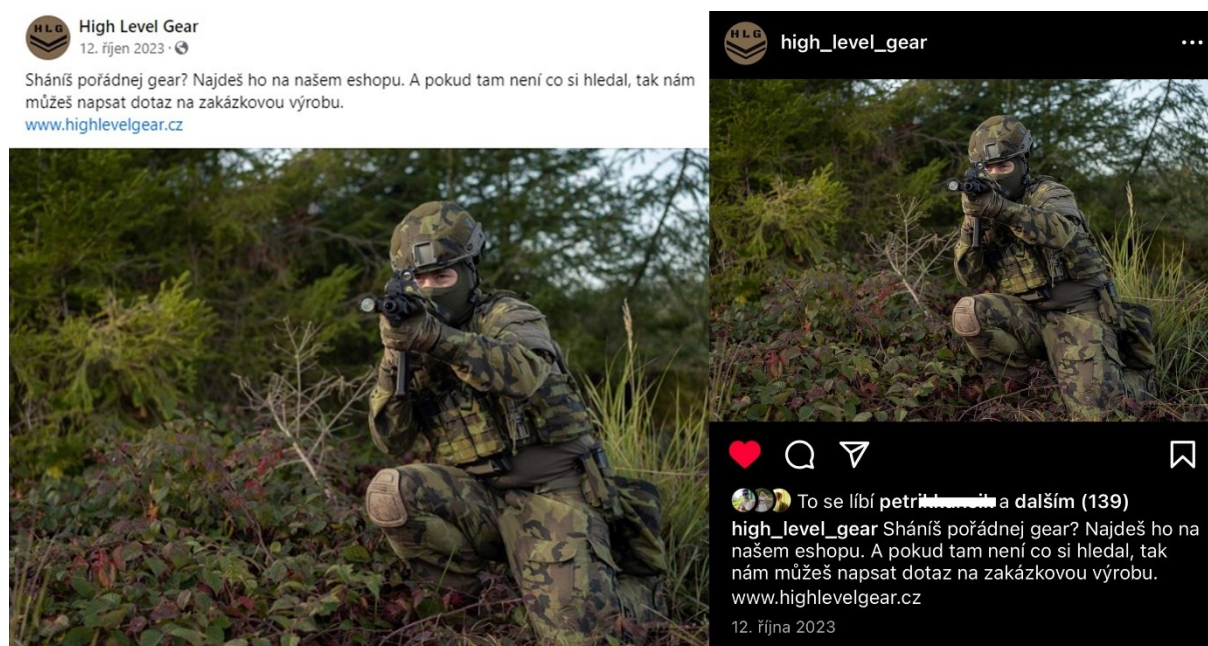 HLG
High Level Gear
12. říjen 2023 ·
Sháníš pořádnej gear? Najdeš ho na našem eshopu. A pokud tam není co si hledal, tak nám
můžeš napsat dotaz na zakázkovou výrobu.
www.highlevelgear.cz
HLG
high_level_gear
To se líbí a dalším (139)
high_level_gear Sháníš pořádnej gear? Najdeš ho na
našem eshopu. A pokud tam není co si hledal, tak
nám můžeš napsat dotaz na zakázkovou výrobu.
www.highlevelgear.cz
12. října 2023